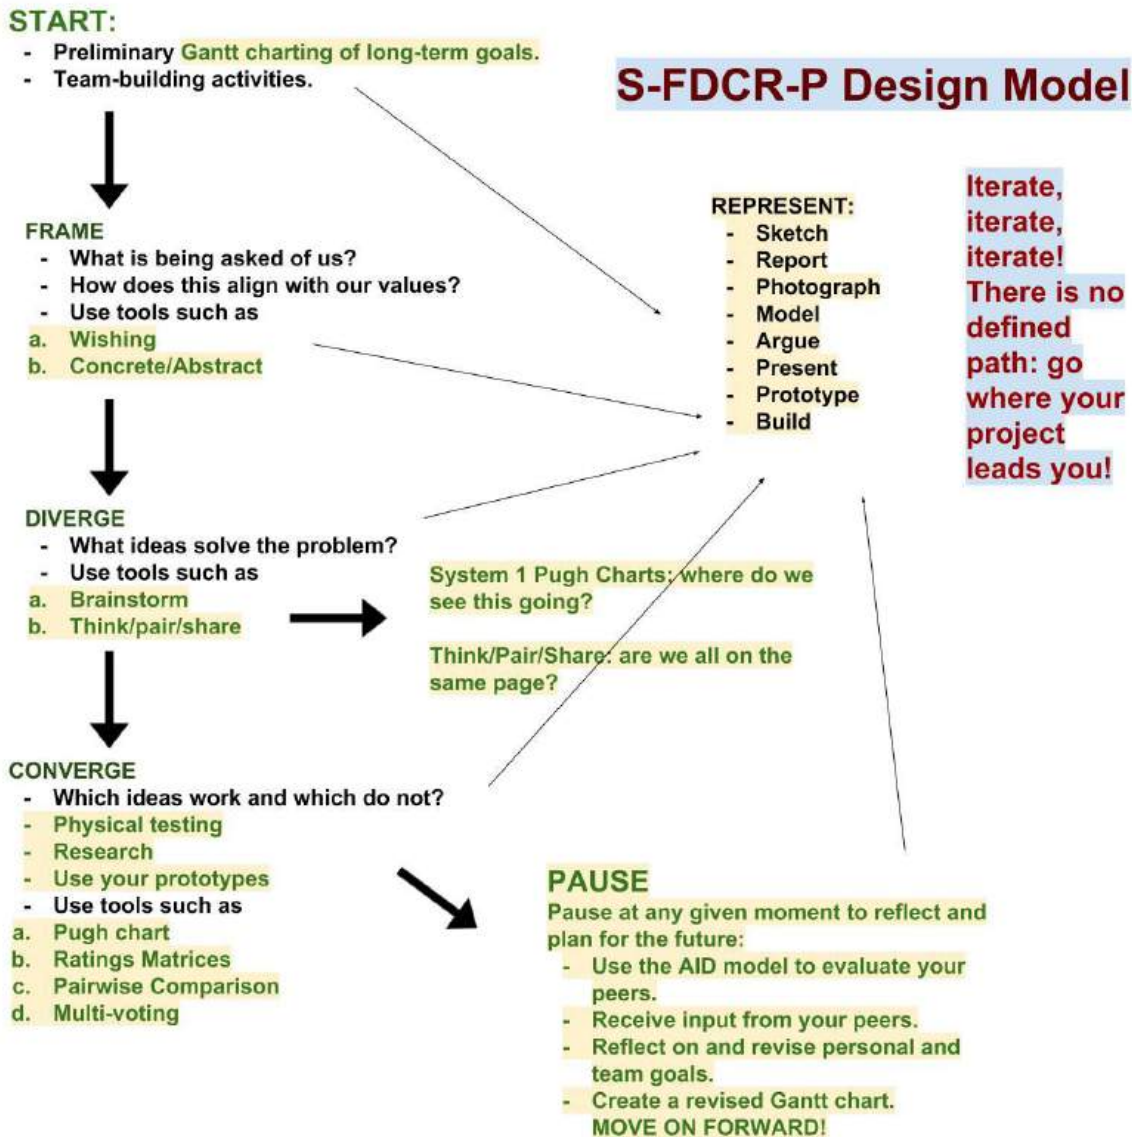 START:
- Preliminary Gantt charting of long-term goals.
- Team-building activities.
S-FDCR-P Design Model
FRAME
- What is being asked of us?
- How does this align with our values?
- Use tools such as
a. Wishing
b. Concrete/Abstract
REPRESENT:
- Sketch
- Report
- Photograph
- Model
- Argue
- Present
- Prototype
- Build
Iterate,
iterate,
iterate!
There is no
defined
path: go
where your
project
leads you!
DIVERGE
- What ideas solve the problem?
- Use tools such as
a. Brainstorm
b. Think/pair/share
System 1 Pugh Charts: where do we
see this going?
Think/Pair/Share: are we all on the
same page?
CONVERGE
- Which ideas work and which do not?
- Physical testing
- Research
- Use your prototypes
- Use tools such as
a. Pugh chart
b. Ratings Matrices
c. Pairwise Comparison
d. Multi-voting
PAUSE
Pause at any given moment to reflect and
plan for the future:
- Use the AID model to evaluate your
peers.
- Receive input from your peers.
- Reflect on and revise personal and
team goals.
- Create a revised Gantt chart.
MOVE ON FORWARD!